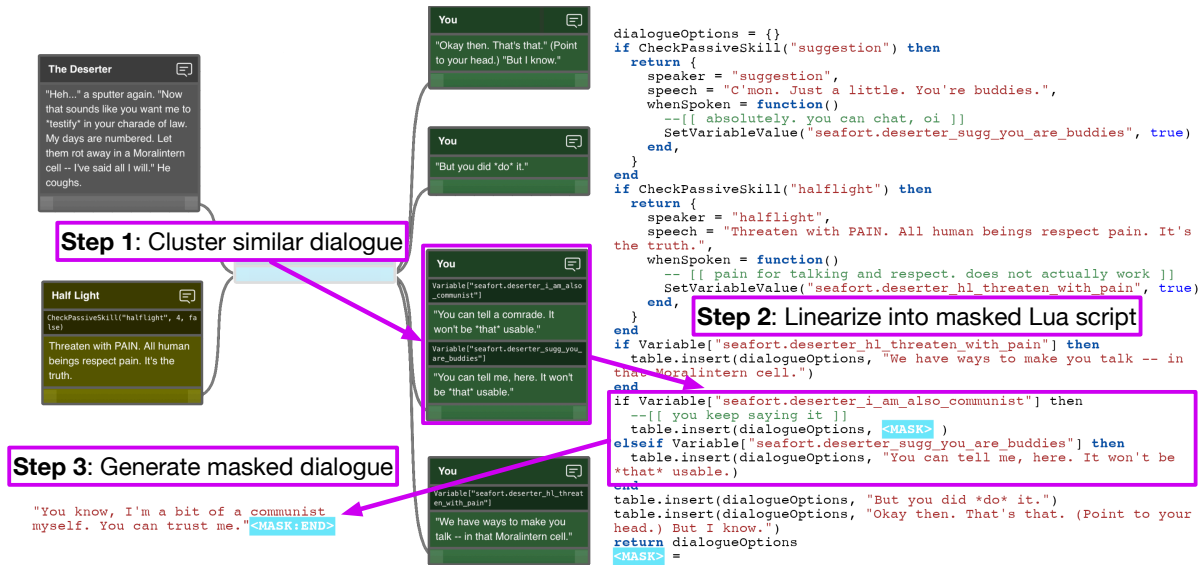 The Deserter
"Heh..." a sputter again. "Now
that sounds like you want me to
*testify* in your charade of law.
My days are numbered. Let
them rot away in a Moralintern
cell -- I've said all I will." He
coughs.
Step 1: Cluster similar dialogue
Half Light
CheckPassiveSkill("halflight", 4, fa
lse)
Threaten with PAIN. All human
beings respect pain. It's the
truth.
Step 3: Generate masked dialogue
"You know, I'm a bit of a communist
myself. You can trust me."<MASK:END>
You
"Okay then. That's that." (Point
to your head.) "But I know."
You
"But you did *do* it."
You
Variable["seafort.deserter_i_am_also
_communist"]
"You can tell a comrade. It
won't be *that* usable."
Variable["seafort.deserter_sugg_you_
are_buddies"]
"You can tell me, here. It won't
be *that* usable."
You
Variable["seafort.deserter_hl_threat
en_with_pain"]
"We have ways to make you
talk -- in that Moralintern cell."
dialogueOptions = {}
if CheckPassiveSkill("suggestion") then
return {
speaker = "suggestion",
speech = "C'mon. Just a little. You're buddies.",
whenSpoken = function()
--[[ absolutely. you can chat, oi ]]
SetVariableValue("seafort.deserter_sugg_you_are_buddies", true)
end,
}
end
if CheckPassiveSkill("halflight") then
return {
speaker = "halflight",
speech = "Threaten with PAIN. All human beings respect pain. It's
the truth.",
whenSpoken = function()
-- [[ pain for talking and respect. does not actually work ]]
SetVariableValue("seafort.deserter_hl_threaten_with_pain", true)
end,
}
Step 2: Linearize into masked Lua script
end
if Variable["seafort.deserter_hl_threaten_with_pain"] then
table.insert(dialogueOptions, "We have ways to make you talk -- in
that Moralintern cell.")
end
if Variable["seafort.deserter_i_am_also_communist"] then
--[[ you keep saying it ]]
table.insert(dialogueOptions, <MASK> )
elseif Variable["seafort.deserter_sugg_you_are_buddies"] then
table.insert(dialogueOptions, "You can tell me, here. It won't be
*that* usable.)
end
table.insert(dialogueOptions, "But you did *do* it.")
table.insert(dialogueOptions, "Okay then. That's that. (Point to your
head.) But I know.")
return dialogueOptions
<MASK> =